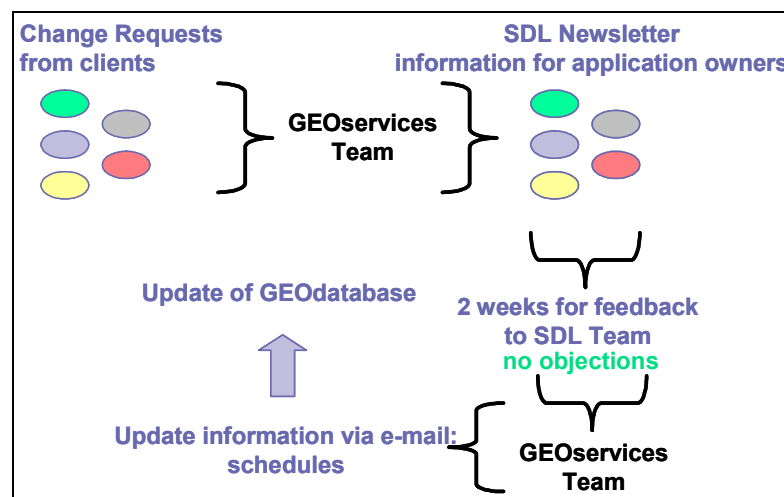 Change Requests
from clients
SDL Newsletter
information for application owners
GEOservices
Team
Update of GEOdatabase
2 weeks for feedback
to SDL Team
no objections
Update information via e-mail:
schedules
GEOservices
Team